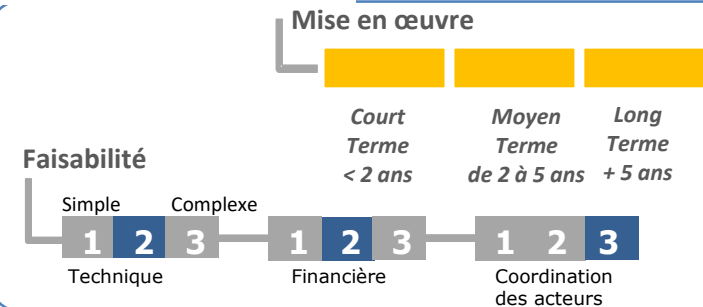 Mise en œuvre
Court
Terme
< 2 ans
Moyen
Terme
de 2 à 5 ans
Long
Terme
+ 5 ans
Faisabilité
Simple
Complexe
1 2 3
Technique
1 2 3
Financière
1 2 3
Coordination
des acteurs